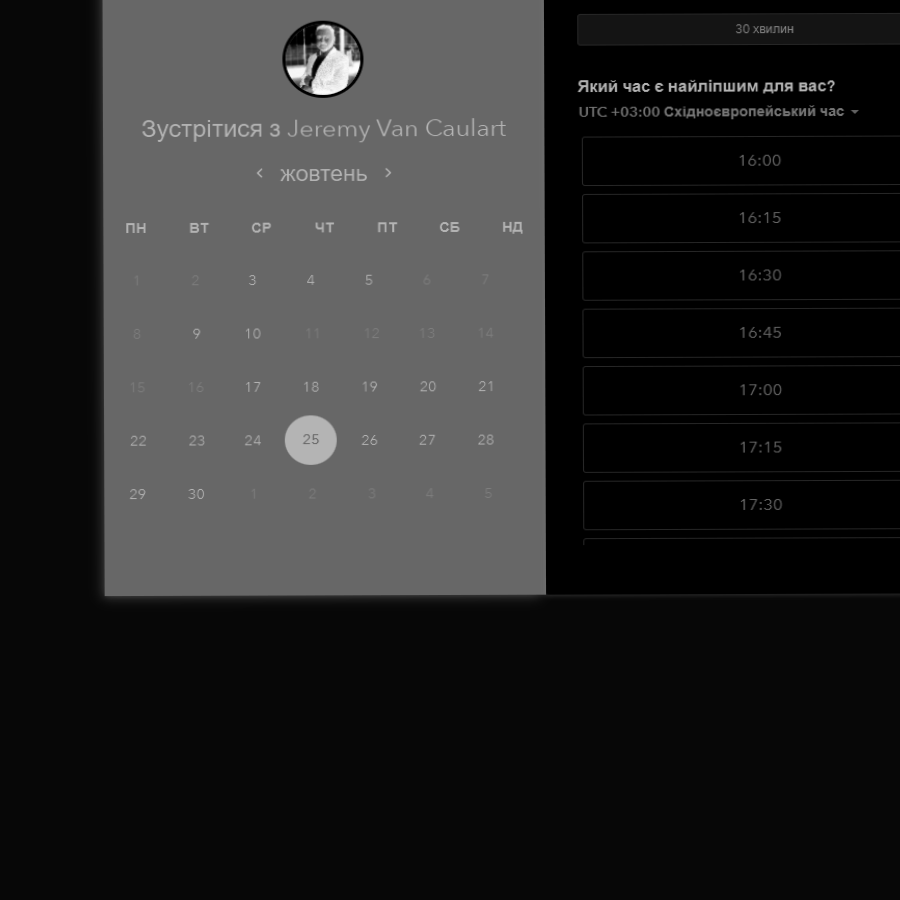 Зустрітися з Jeremy Van Caulart
‹ жовтень ›
ПН ВТ СР ЧТ ПТ СБ НД
1 2 3 4 5 6 7
8 9 10 11 12 13 14
15 16 17 18 19 20 21
22 23 24 25 26 27 28
29 30 1 2 3 4 5
30 хвилин
Який час є найліпшим для вас?
UTC +03:00 Східноєвропейський час
16:00
16:15
16:30
16:45
17:00
17:15
17:30